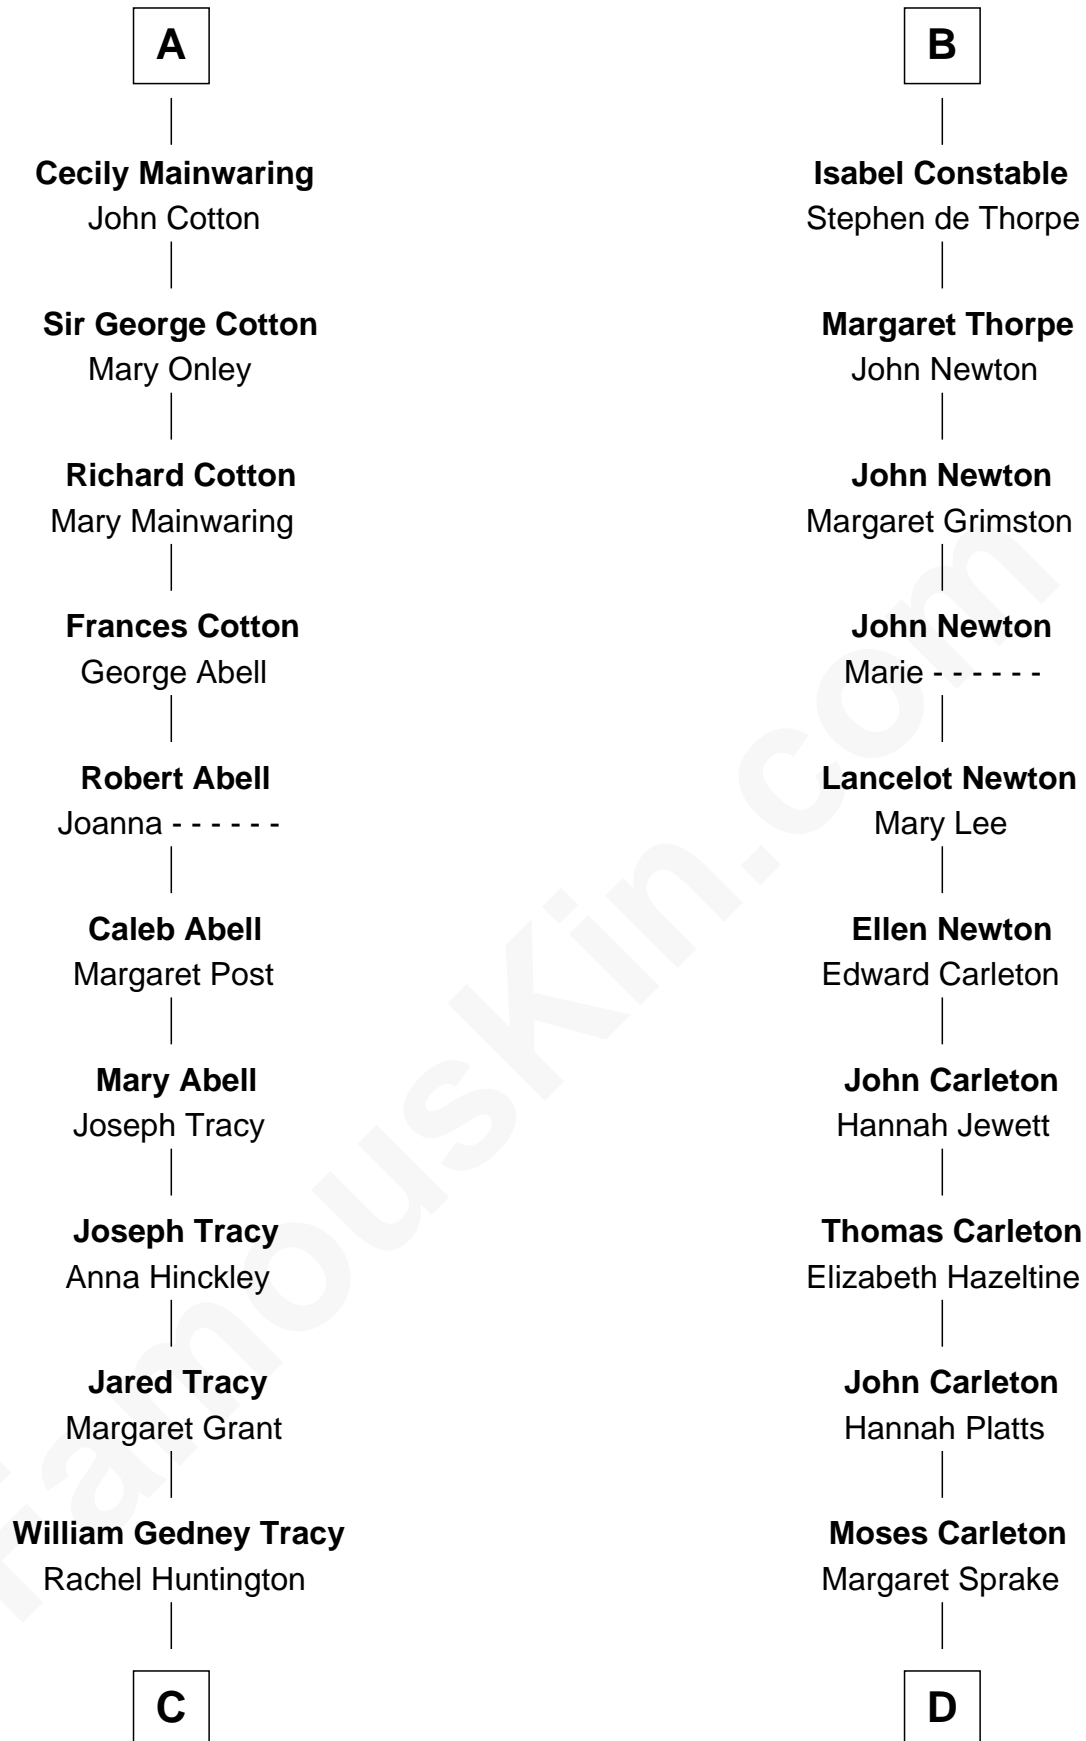 A
Cecily Mainwaring
John Cotton
Sir George Cotton
Mary Onley
Richard Cotton
Mary Mainwaring
Frances Cotton
George Abell
Robert Abell
Joanna - - - - - -
Caleb Abell
Margaret Post
Mary Abell
Joseph Tracy
Joseph Tracy
Anna Hinckley
Jared Tracy
Margaret Grant
William Gedney Tracy
Rachel Huntington
C
B
Isabel Constable
Stephen de Thorpe
Margaret Thorpe
John Newton
John Newton
Margaret Grimston
John Newton
Marie - - - - - -
Lancelot Newton
Mary Lee
Ellen Newton
Edward Carleton
John Carleton
Hannah Jewett
Thomas Carleton
Elizabeth Hazeltine
John Carleton
Hannah Platts
Moses Carleton
Margaret Sprake
D
FamousKin.com